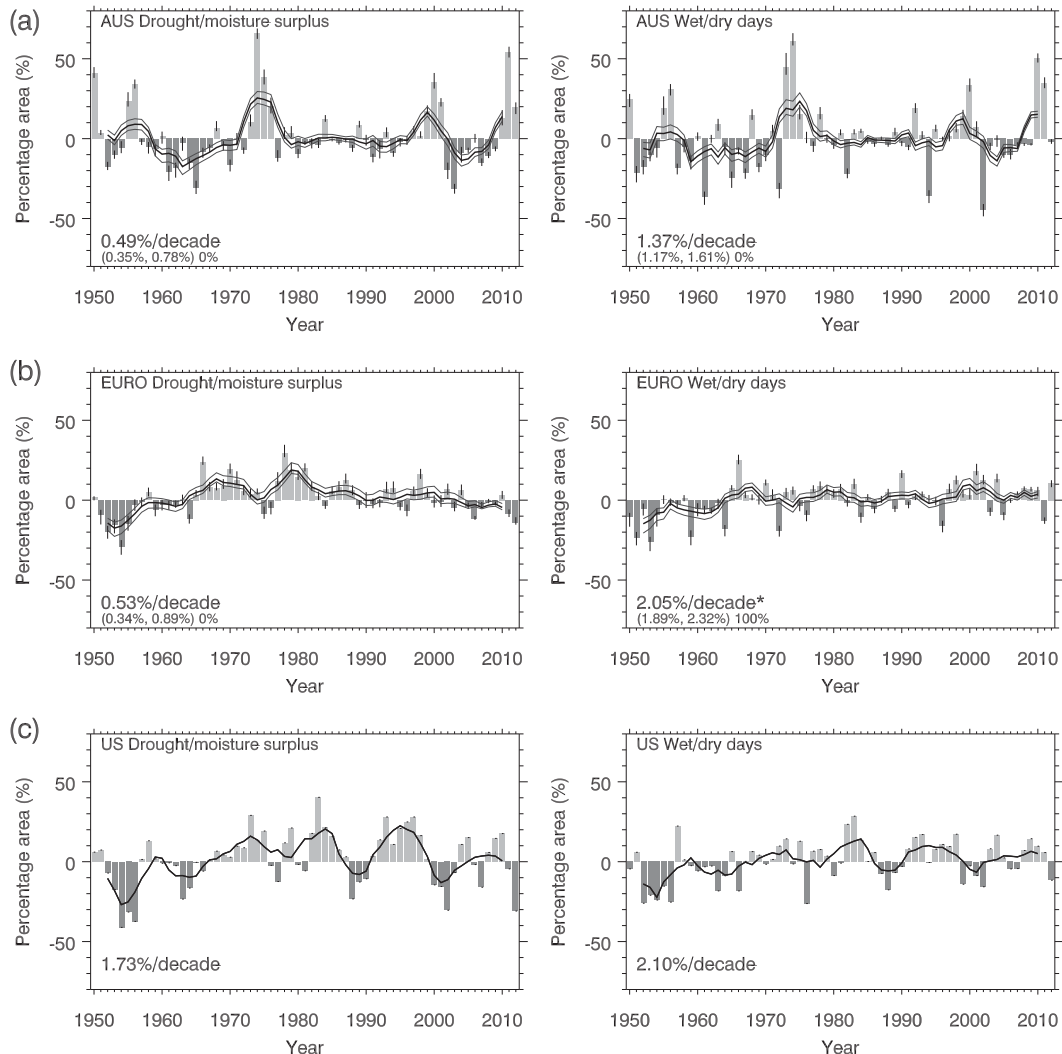 (a)
AUS Drought/moisture surplus
AUS Wet/dry days
Percentage area (%)
50
0
-50
0.49%/decade
(0.35%, 0.78%) 0%
1950 1960 1970 1980 1990 2000 2010
Year
Percentage area (%)
50
0
-50
1.37%/decade
(1.17%, 1.61%) 0%
1950 1960 1970 1980 1990 2000 2010
Year
(b)
EURO Drought/moisture surplus
EURO Wet/dry days
Percentage area (%)
50
0
-50
0.53%/decade
(0.34%, 0.89%) 0%
1950 1960 1970 1980 1990 2000 2010
Year
Percentage area (%)
50
0
-50
2.05%/decade*
(1.89%, 2.32%) 100%
1950 1960 1970 1980 1990 2000 2010
Year
(c)
US Drought/moisture surplus
US Wet/dry days
Percentage area (%)
50
0
-50
1.73%/decade
1950 1960 1970 1980 1990 2000 2010
Year
Percentage area (%)
50
0
-50
2.10%/decade
1950 1960 1970 1980 1990 2000 2010
Year